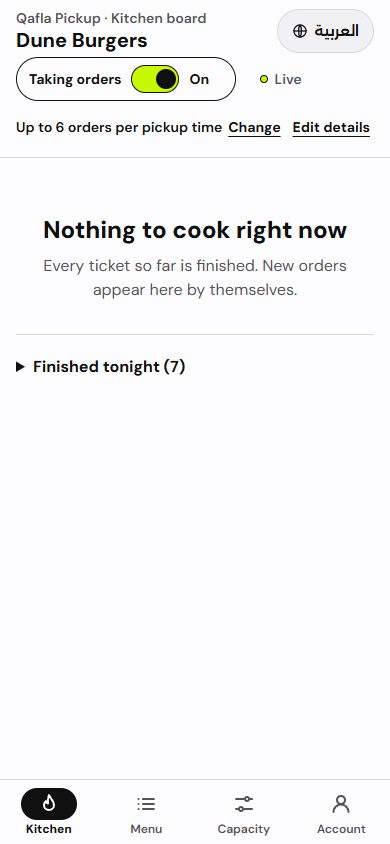 Qafla Pickup · Kitchen board
العربية
Dune Burgers
Taking orders On
Live
Up to 6 orders per pickup time Change Edit details
Nothing to cook right now
Every ticket so far is finished. New orders
appear here by themselves.
Finished tonight (7)
Kitchen Menu Capacity Account